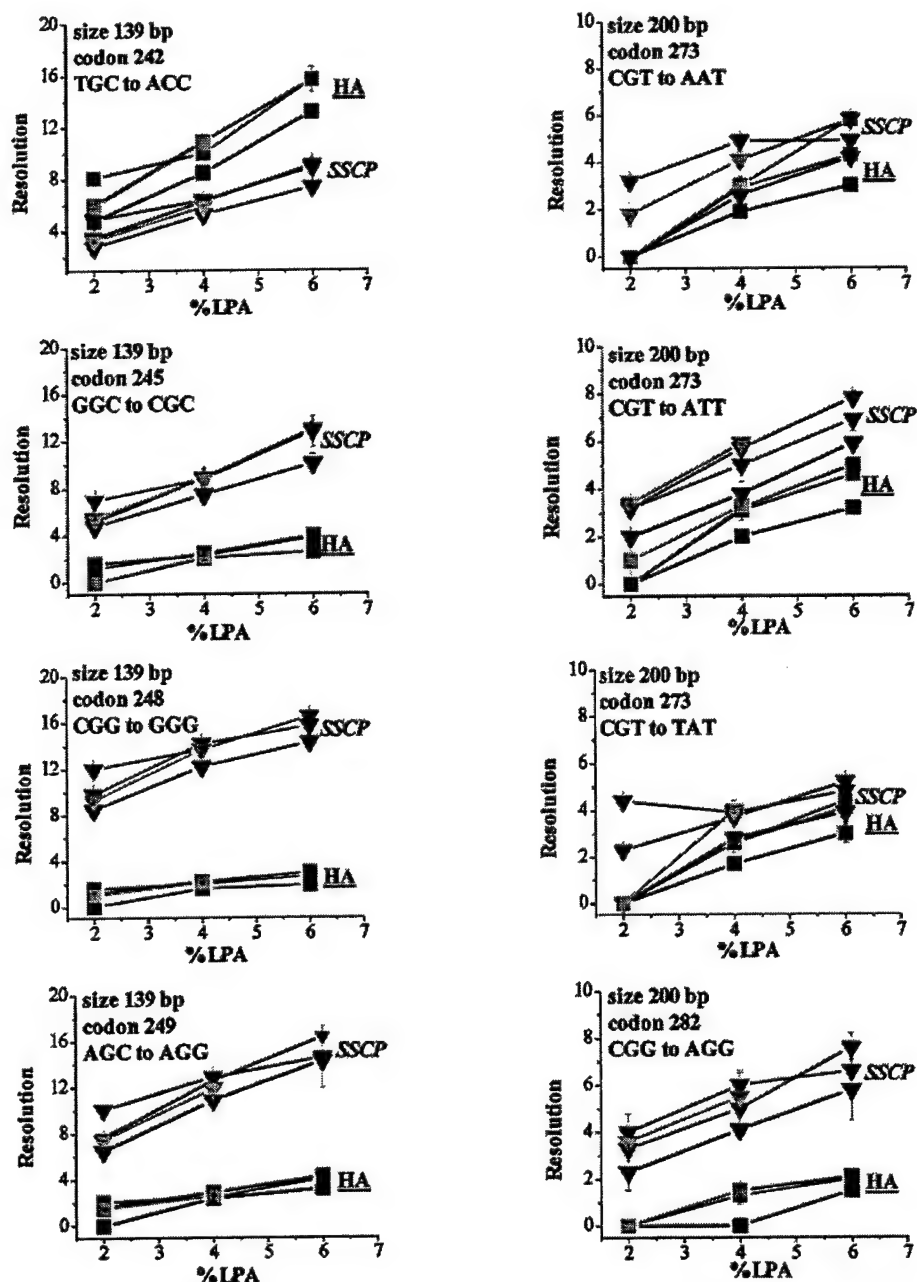 20
16
12
8
4
size 139 bp
codon 242
TGC to ACC
HA
SSCP
Resolution
2 3 4 5 6 7
%LPA
10
8
6
4
2
0
size 200 bp
codon 273
CGT to AAT
SSCP
HA
Resolution
2 3 4 5 6 7
%LPA
20
16
12
8
4
0
size 139 bp
codon 245
GGC to CGC
SSCP
HA
Resolution
2 3 4 5 6 7
%LPA
10
8
6
4
2
0
size 200 bp
codon 273
CGT to ATT
SSCP
HA
Resolution
2 3 4 5 6 7
%LPA
20
16
12
8
4
0
size 139 bp
codon 248
CGG to GGG
SSCP
HA
Resolution
2 3 4 5 6 7
%LPA
10
8
6
4
2
0
size 200 bp
codon 273
CGT to TAT
SSCP
HA
Resolution
2 3 4 5 6 7
%LPA
20
16
12
8
4
0
size 139 bp
codon 249
AGC to AGG
SSCP
HA
Resolution
2 3 4 5 6 7
%LPA
10
8
6
4
2
0
size 200 bp
codon 282
CGG to AGG
SSCP
HA
Resolution
2 3 4 5 6 7
%LPA